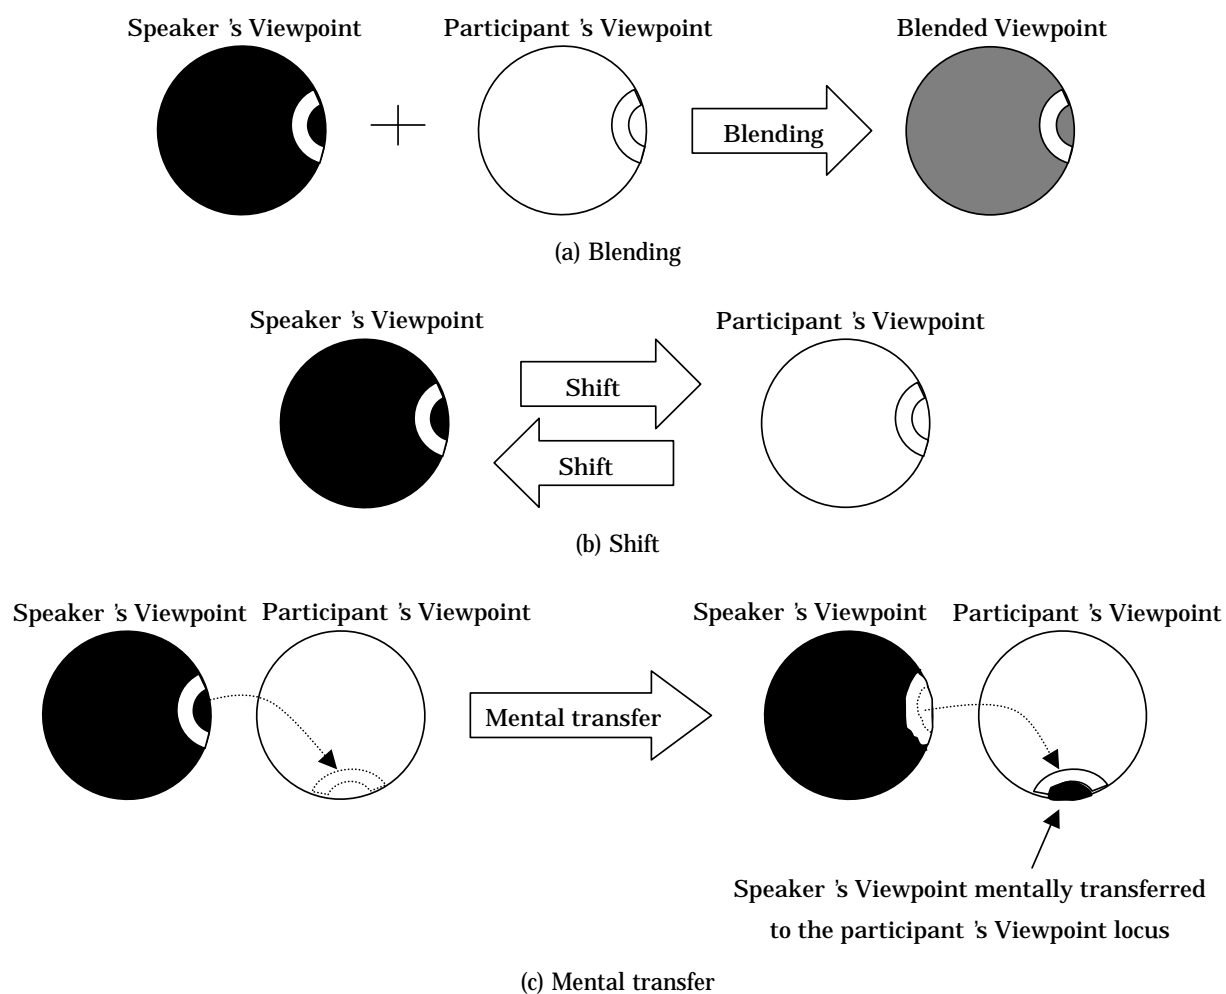 Speaker 's Viewpoint
Participant 's Viewpoint
Blended Viewpoint
Blending
(a) Blending
Speaker 's Viewpoint
Participant 's Viewpoint
Shift
Shift
(b) Shift
Speaker 's Viewpoint
Participant 's Viewpoint
Speaker 's Viewpoint
Participant 's Viewpoint
Mental transfer
Speaker 's Viewpoint mentally transferred
to the participant 's Viewpoint locus
(c) Mental transfer